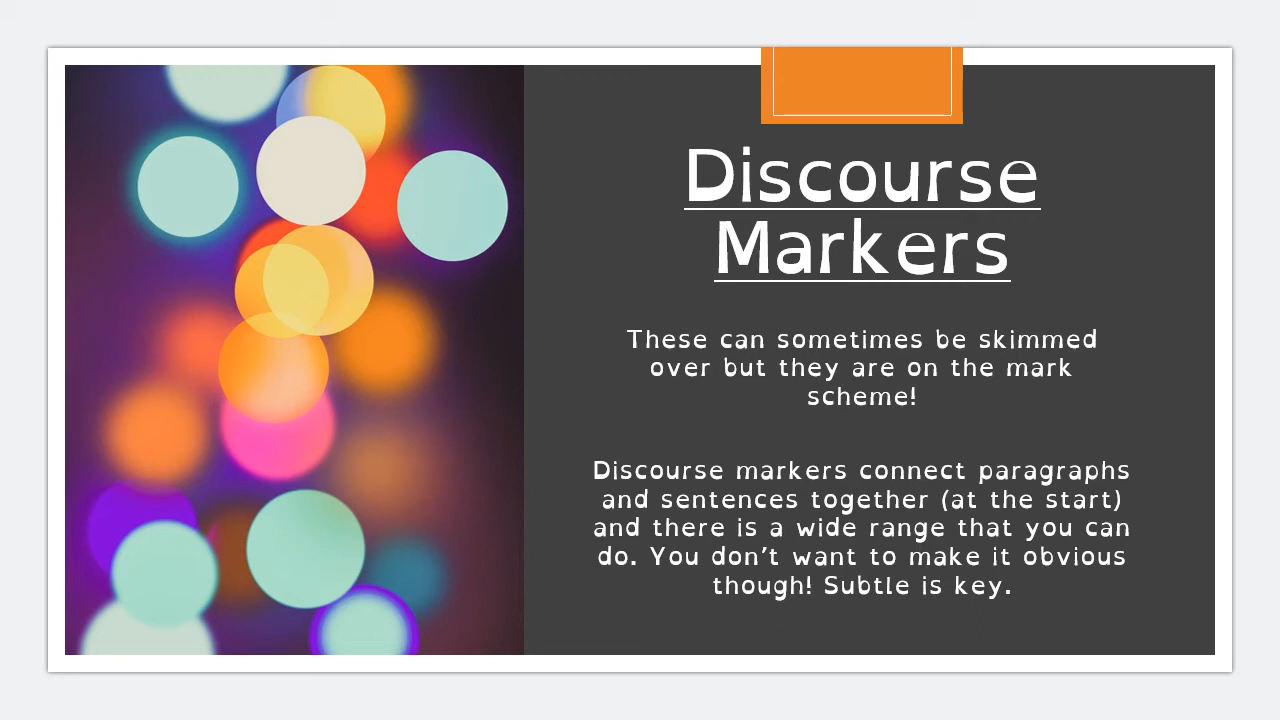 Discourse
Markers
These can sometimes be skimmed
over but they are on the mark
scheme!
Discourse markers connect paragraphs
and sentences together (at the start)
and there is a wide range that you can
do. You don’t want to make it obvious
though! Subtle is key.